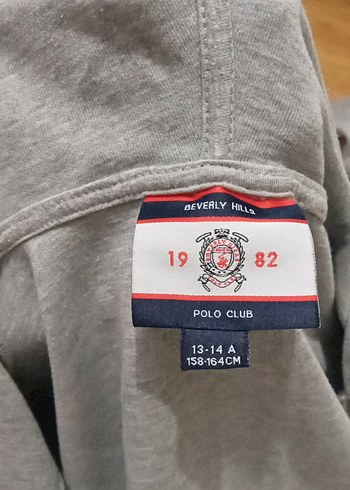 BEVERLY HILLS
19 82
POLO CLUB
13-14 A
158-164CM